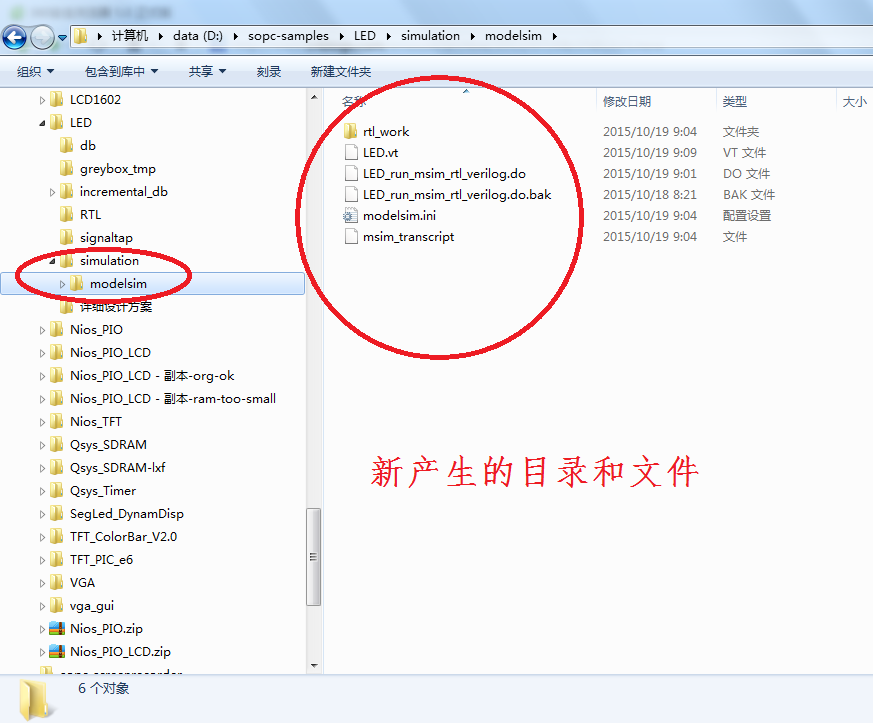 计算机 data (D:) sopc-samples LED simulation modelsim
组织 包含到库中 共享 刻录 新建文件夹
LCD1602
LED
db
greybox_tmp
incremental_db
RTL
signaltap
simulation
modelsim
详细设计方案
Nios_PIO
Nios_PIO_LCD
Nios_PIO_LCD - 副本-org-ok
Nios_PIO_LCD - 副本-ram-too-small
Nios_TFT
Qsys_SDRAM
Qsys_SDRAM-lxf
Qsys_Timer
SegLed_DynamDisp
TFT_ColorBar_V2.0
TFT_PIC_e6
VGA
vga_gui
Nios_PIO.zip
Nios_PIO_LCD.zip
名称 修改日期 类型 大小
rtl_work 2015/10/19 9:04 文件夹
LED.vt 2015/10/19 9:09 VT 文件
LED_run_msim_rtl_verilog.do 2015/10/19 9:01 DO 文件
LED_run_msim_rtl_verilog.do.bak 2015/10/18 8:21 BAK 文件
modelsim.ini 2015/10/19 9:04 配置设置
msim_transcript 2015/10/19 9:04 文件
新产生的目录和文件
6 个对象